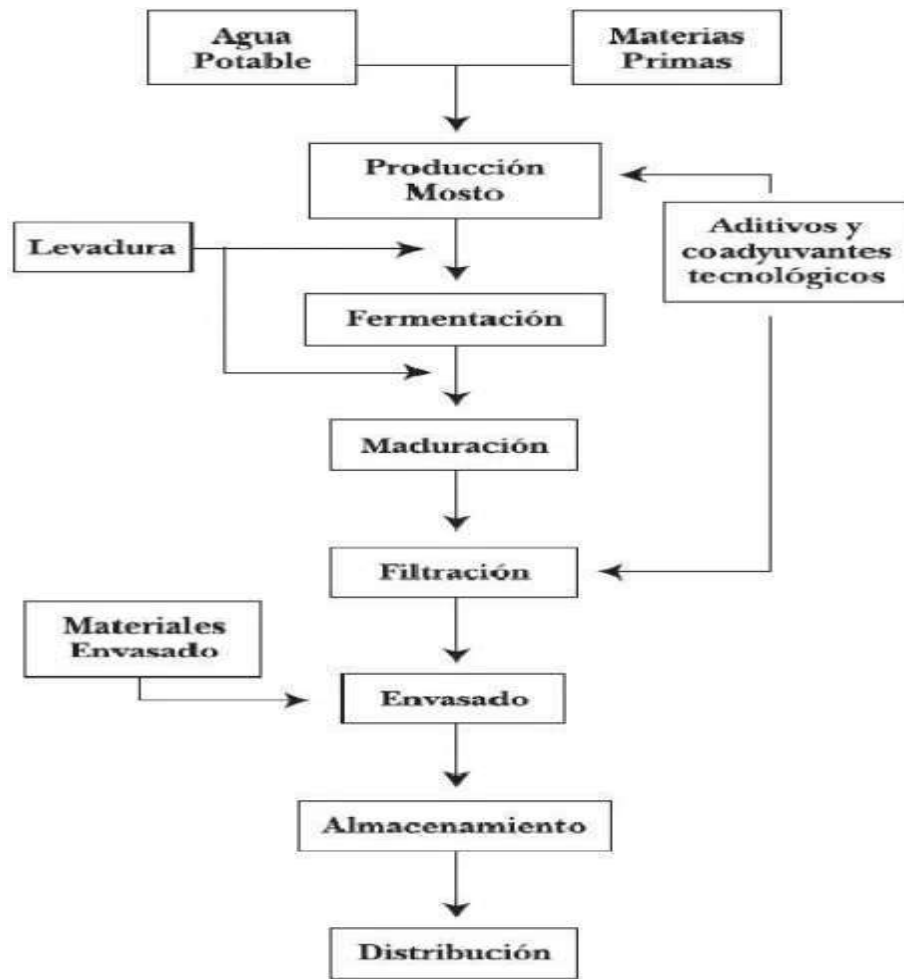 Agua
Potable
Materias
Primas
Producción
Mosto
Aditivos y
coadyuvantes
tecnológicos
Levadura
Fermentación
Maduración
Filtración
Materiales
Envasado
Envasado
Almacenamiento
Distribución